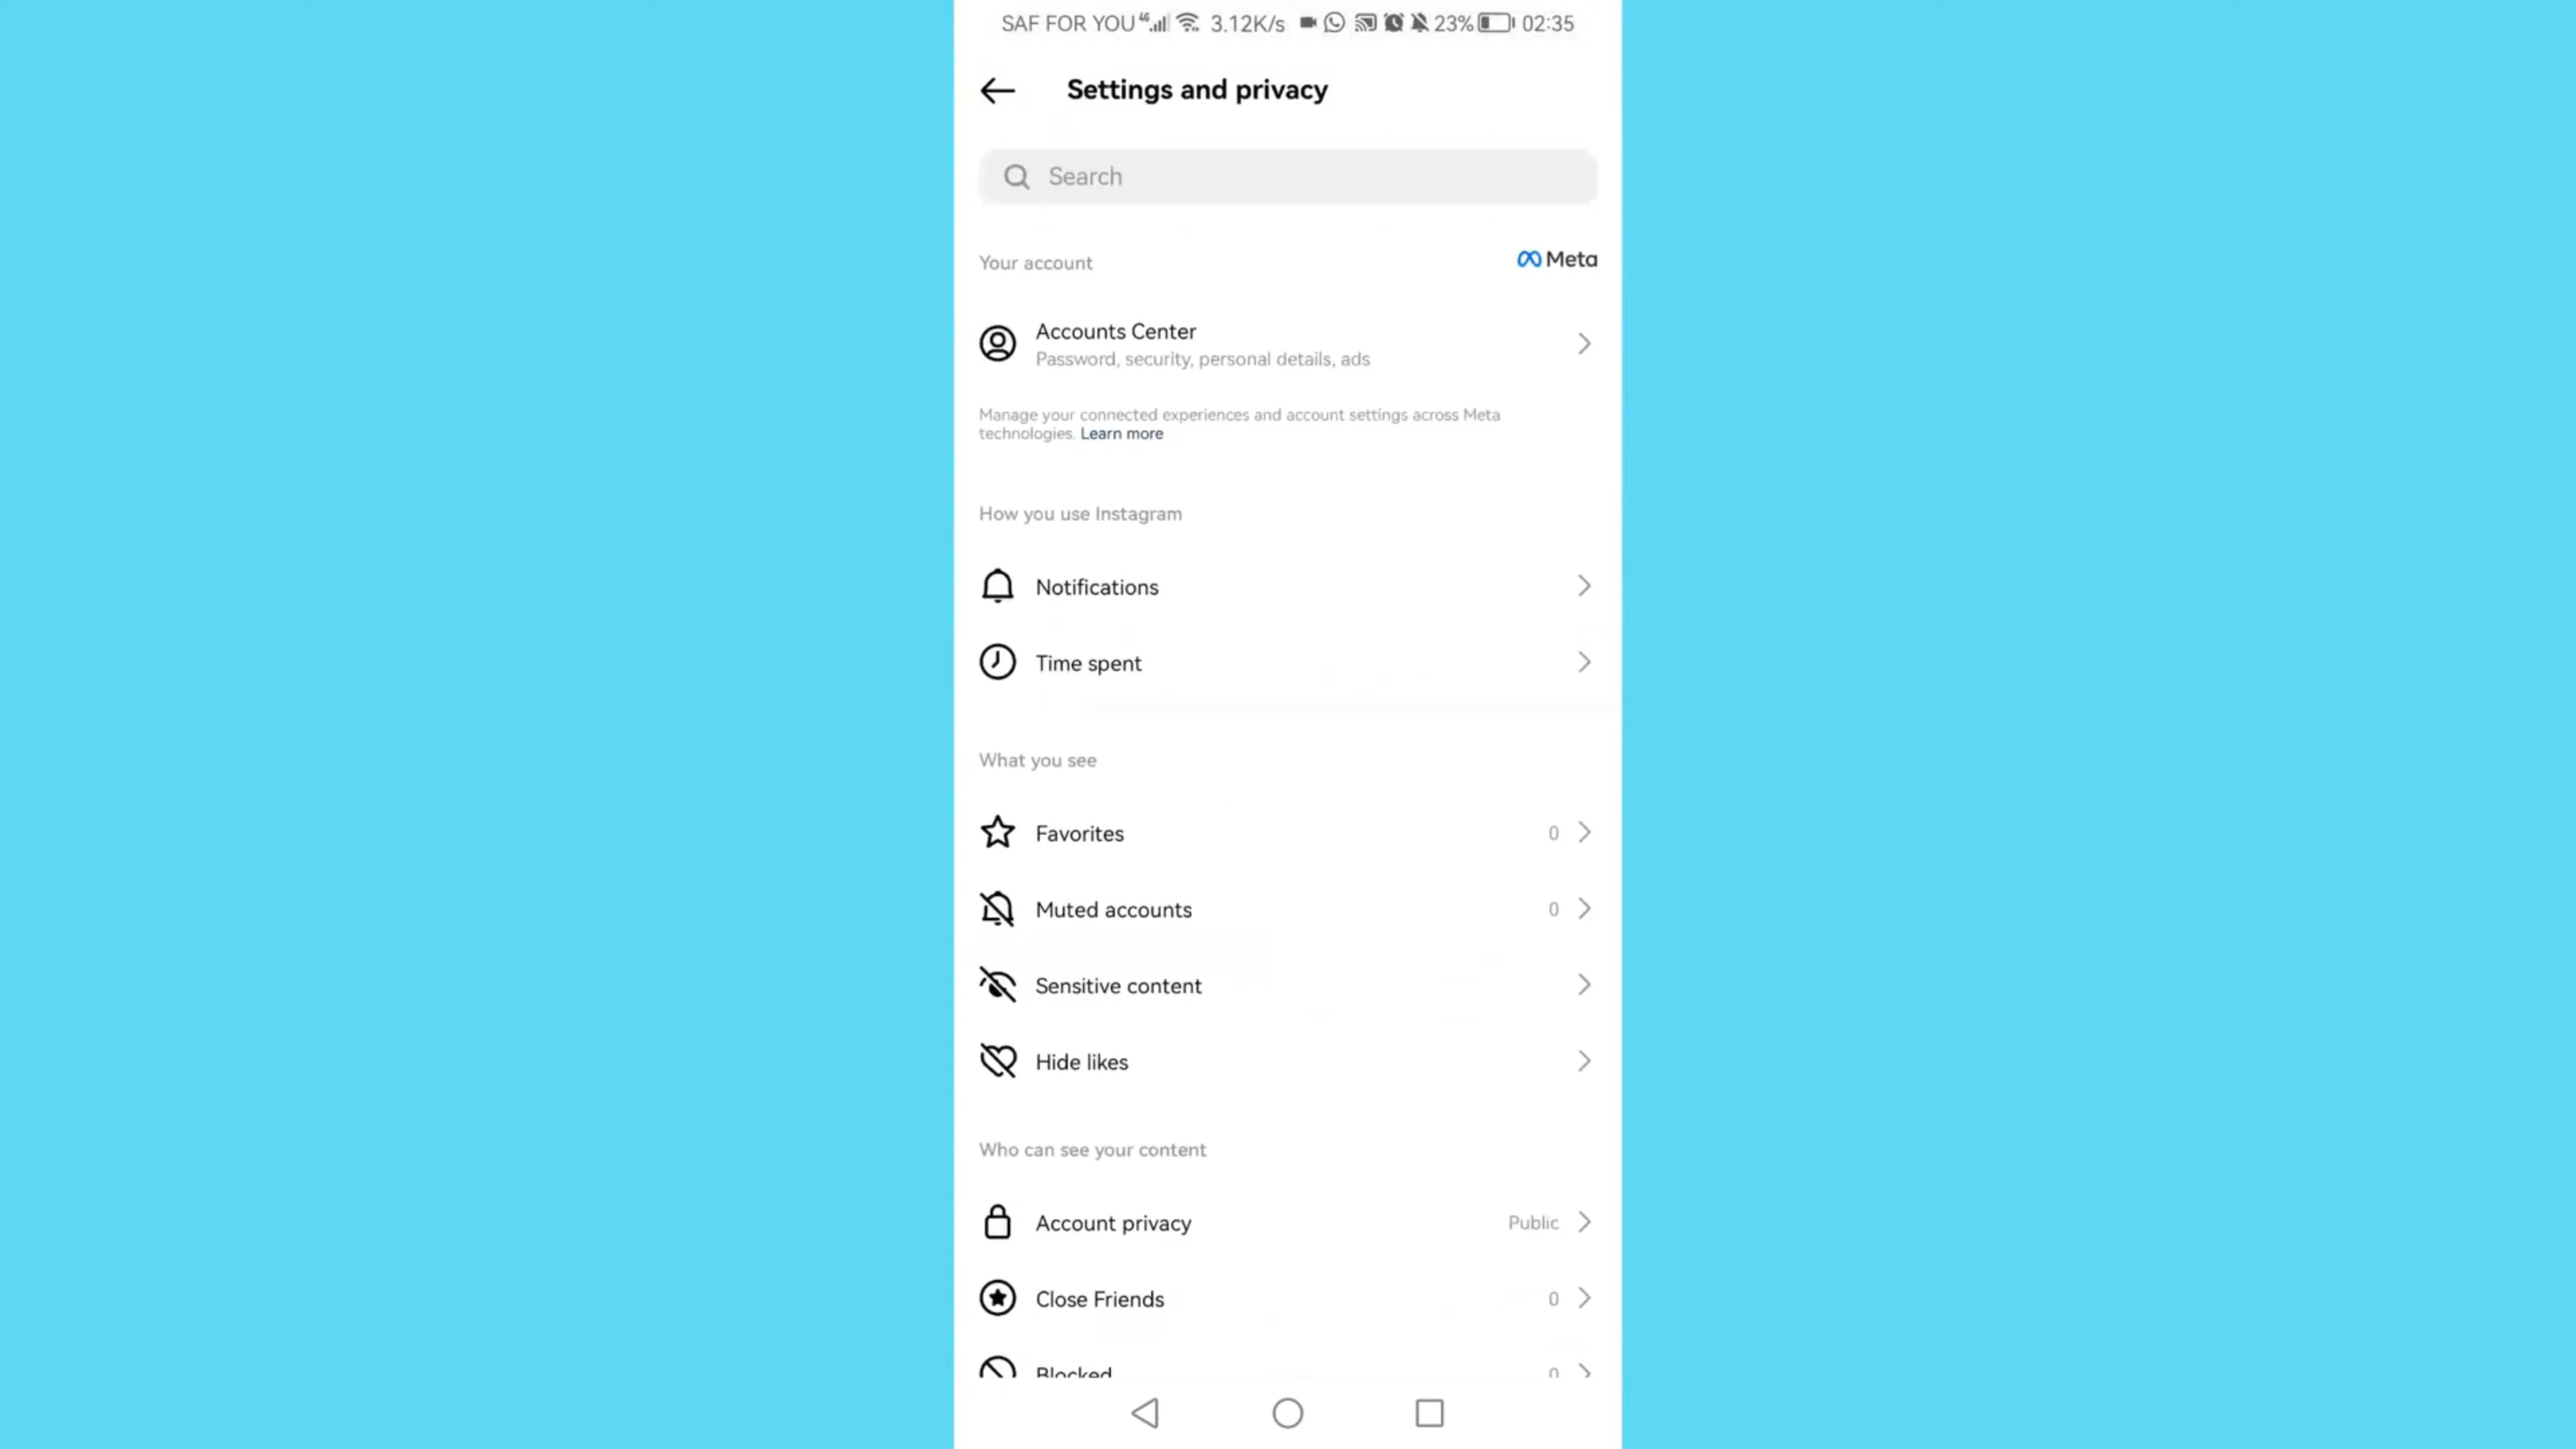 SAF FOR YOU 4G 3.12K/s 23% 02:35
Settings and privacy
Search
Your account
Meta
Accounts Center
Password, security, personal details, ads
Manage your connected experiences and account settings across Meta
technologies. Learn more
How you use Instagram
Notifications
Time spent
What you see
Favorites 0
Muted accounts 0
Sensitive content
Hide likes
Who can see your content
Account privacy Public
Close Friends 0
Blocked 0